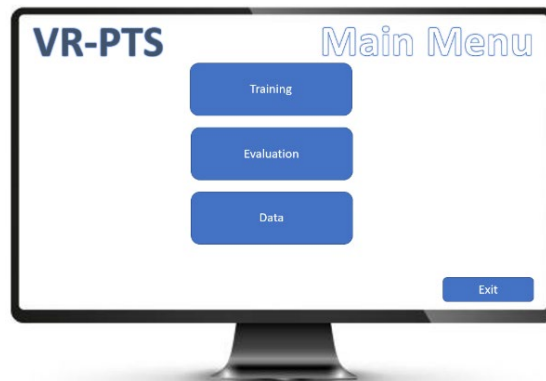 VR-PTS Main Menu
Training
Evaluation
Data
Exit